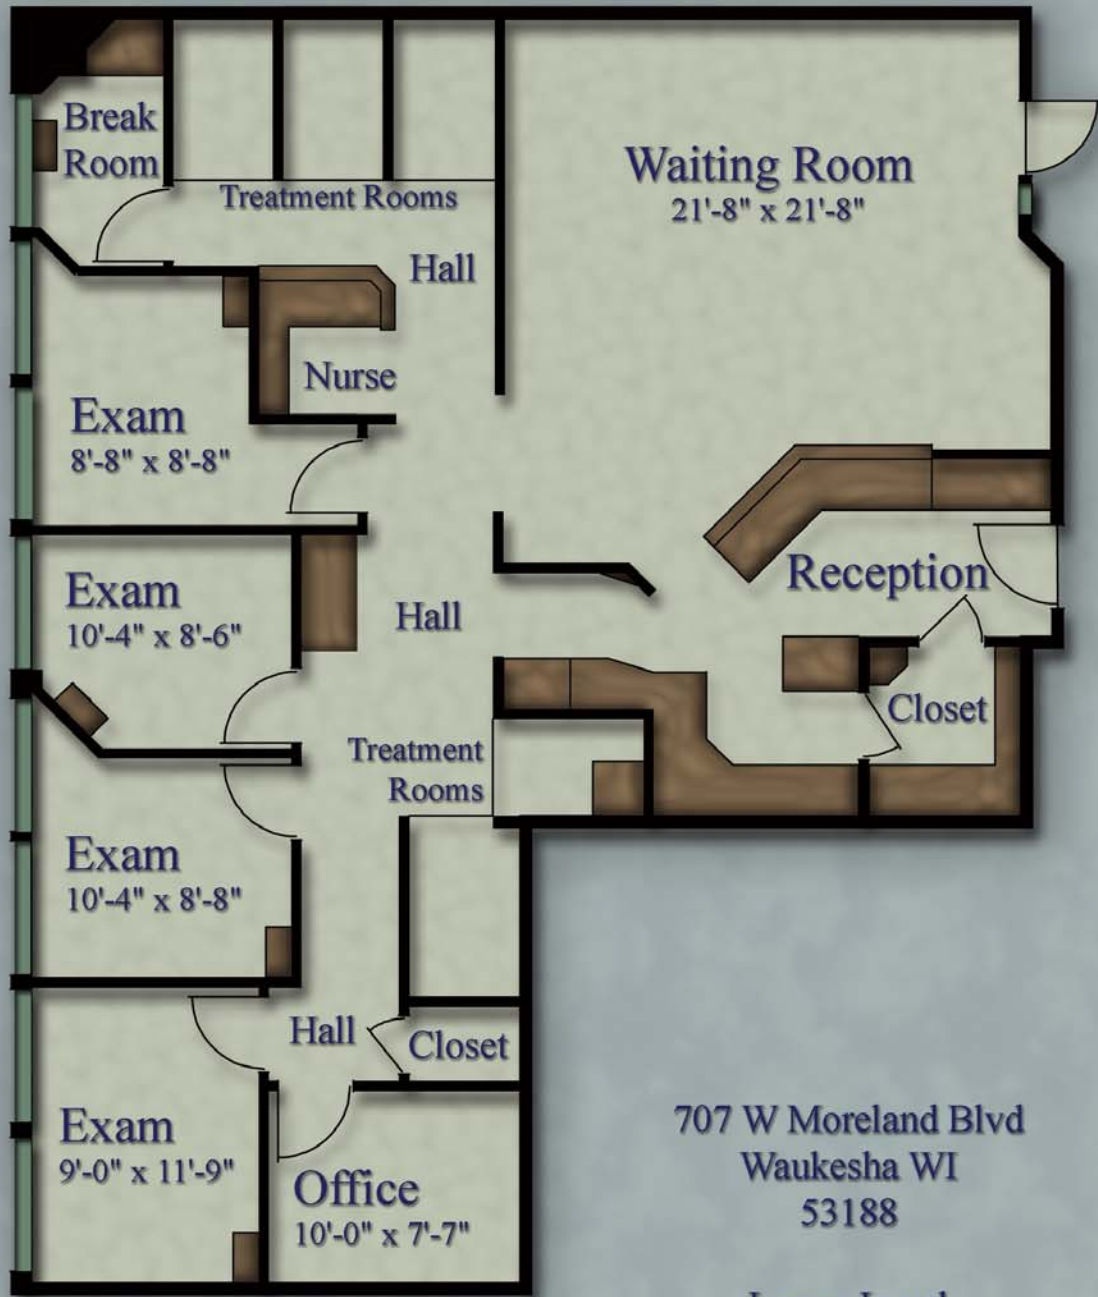 Break
Room
Treatment Rooms
Waiting Room
21'-8" x 21'-8"
Hall
Nurse
Exam
8'-8" x 8'-8"
Exam
10'-4" x 8'-6"
Hall
Reception
Closet
Treatment
Rooms
Exam
10'-4" x 8'-8"
Hall
Closet
Exam
9'-0" x 11'-9"
Office
10'-0" x 7'-7"
707 W Moreland Blvd
Waukesha WI
53188